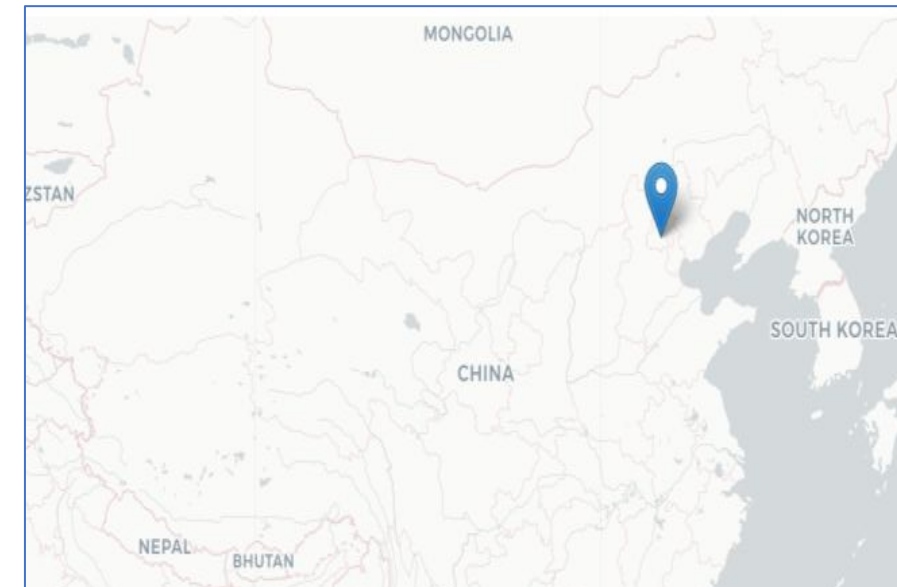 MONGOLIA
ZSTAN
NORTH
KOREA
SOUTH KOREA
CHINA
NEPAL
BHUTAN